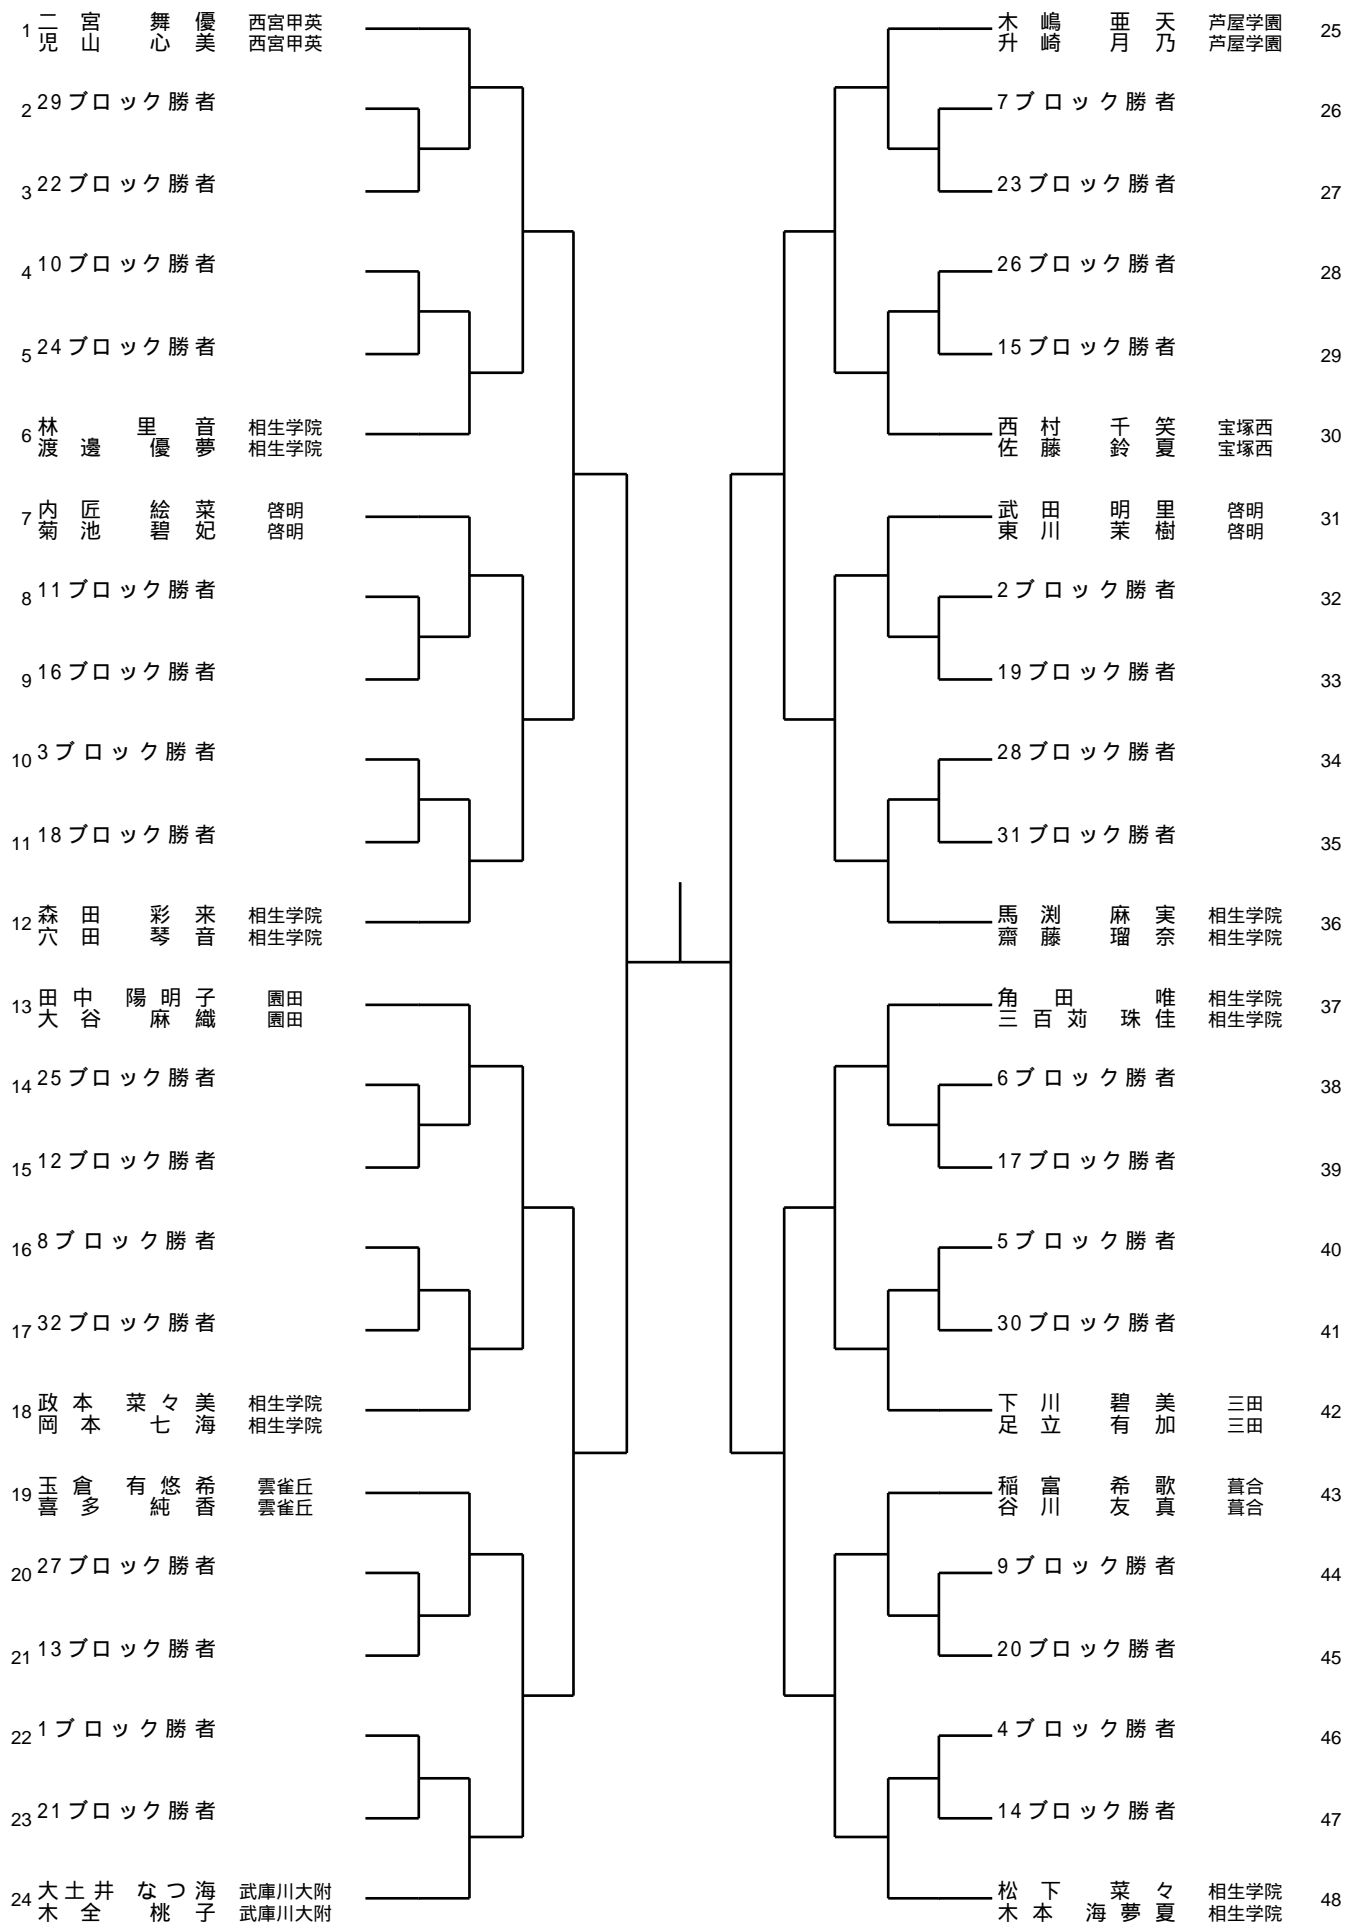 1 二宮 舞優 西宮甲英
児山 心美 西宮甲英
2 29ブロック勝者
3 22ブロック勝者
4 10ブロック勝者
5 24ブロック勝者
6 林 里音 相生学院
渡邊 優夢 相生学院
7 内匠 絵菜 啓明
菊池 碧妃 啓明
8 11ブロック勝者
9 16ブロック勝者
10 3ブロック勝者
11 18ブロック勝者
12 森田 彩来 相生学院
穴田 琴音 相生学院
13 田中 陽明子 園田
大谷 麻織 園田
14 25ブロック勝者
15 12ブロック勝者
16 8ブロック勝者
17 32ブロック勝者
18 政本 菜々美 相生学院
岡本 七海 相生学院
19 玉倉 有悠希 雲雀丘
喜多 純香 雲雀丘
20 27ブロック勝者
21 13ブロック勝者
22 1ブロック勝者
23 21ブロック勝者
24 大土井 なつ海 武庫川大附
木全 桃子 武庫川大附
木嶋 亜天 芦屋学園 25
升崎 月乃 芦屋学園
7ブロック勝者 26
23ブロック勝者 27
26ブロック勝者 28
15ブロック勝者 29
西村 千笑 宝塚西 30
佐藤 鈴夏 宝塚西
武田 明里 啓明 31
東川 茉樹 啓明
2ブロック勝者 32
19ブロック勝者 33
28ブロック勝者 34
31ブロック勝者 35
馬渕 麻実 相生学院 36
齋藤 瑠奈 相生学院
角田 唯 相生学院 37
三百苅 珠佳 相生学院
6ブロック勝者 38
17ブロック勝者 39
5ブロック勝者 40
30ブロック勝者 41
下川 碧美 三田 42
足立 有加 三田
稲富 希歌 葺合 43
谷川 友真 葺合
9ブロック勝者 44
20ブロック勝者 45
4ブロック勝者 46
14ブロック勝者 47
松下 菜々 相生学院 48
木本 海夢夏 相生学院